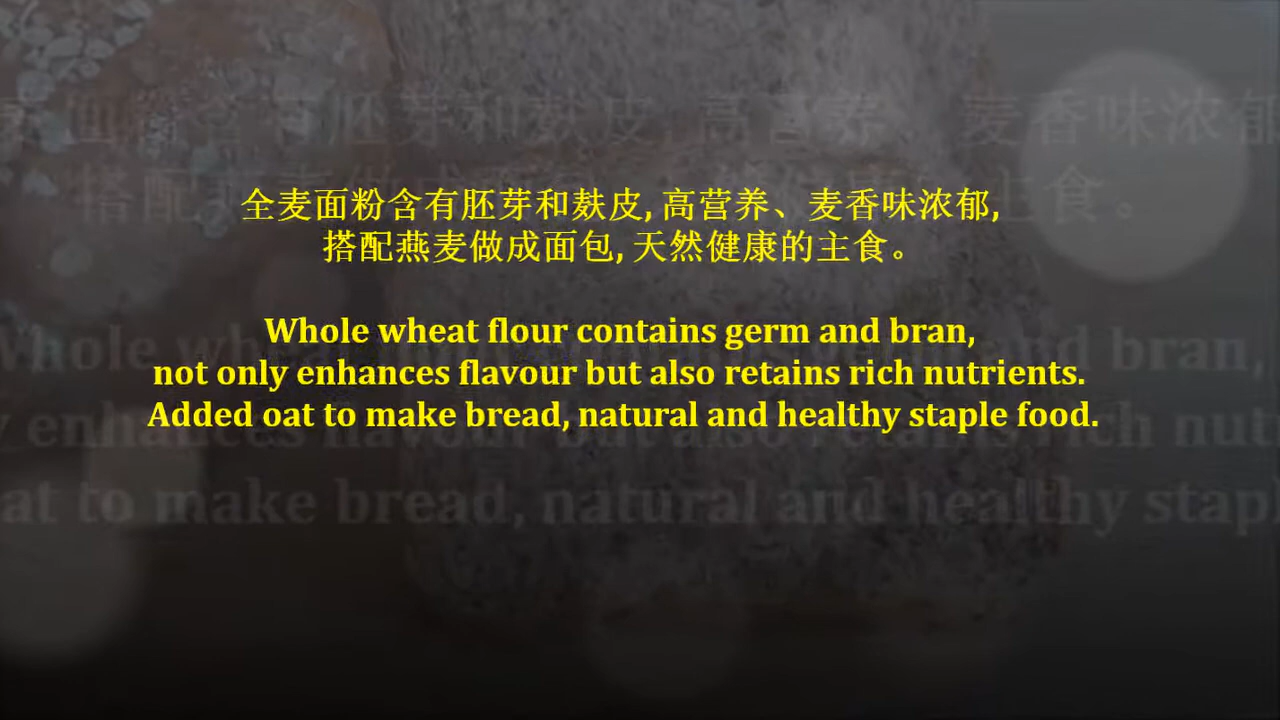 全麦面粉含有胚芽和麸皮, 高营养、麦香味浓郁,
搭配燕麦做成面包, 天然健康的主食。
Whole wheat flour contains germ and bran,
not only enhances flavour but also retains rich nutrients.
Added oat to make bread, natural and healthy staple food.